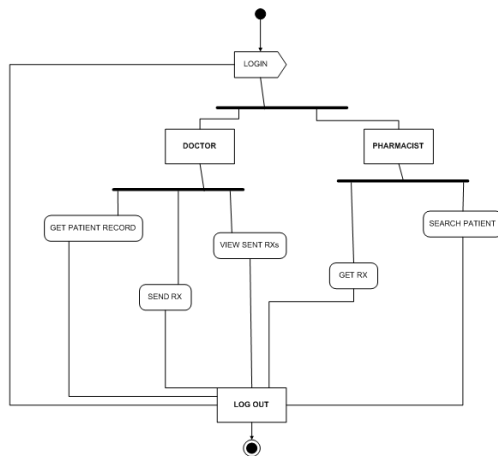 LOGIN
DOCTOR
PHARMACIST
GET PATIENT RECORD
VIEW SENT RXs
SEARCH PATIENT
SEND RX
GET RX
LOG OUT